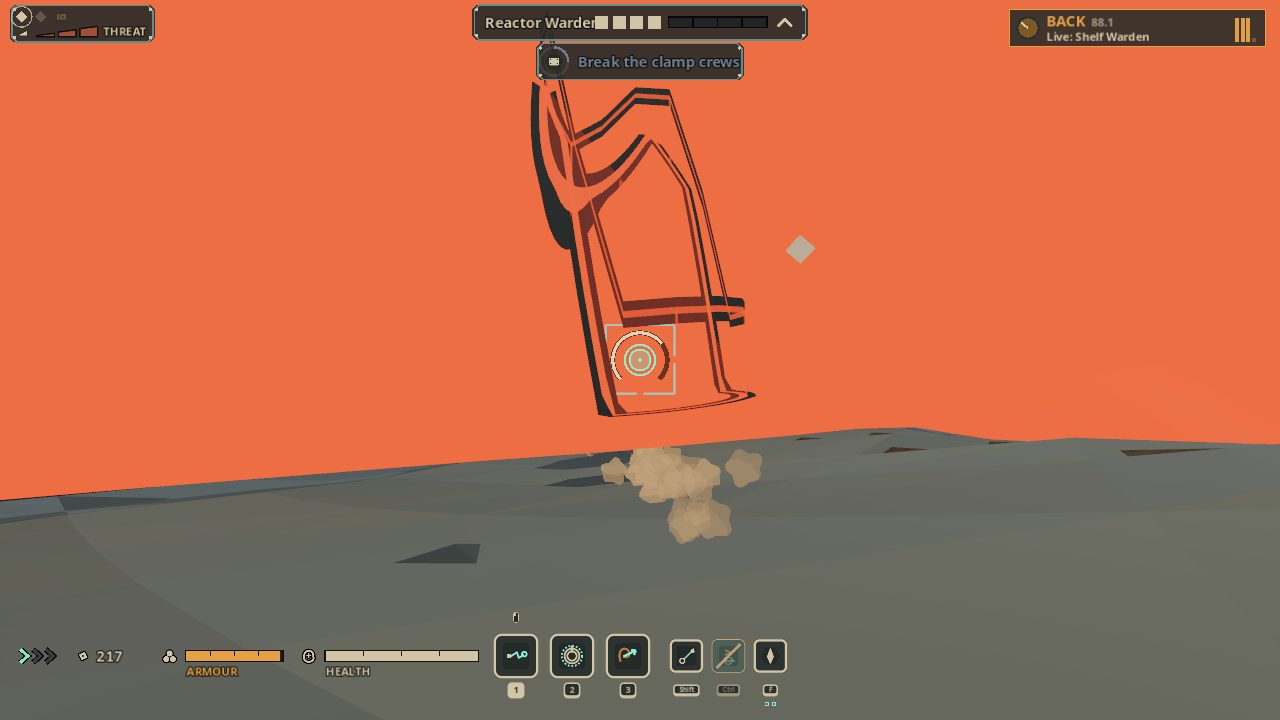 THREAT
Reactor Warden
Break the clamp crews
BACK 88.1
Live: Shelf Warden
217
ARMOUR
HEALTH
1
2
3
Shift
Ctrl
F